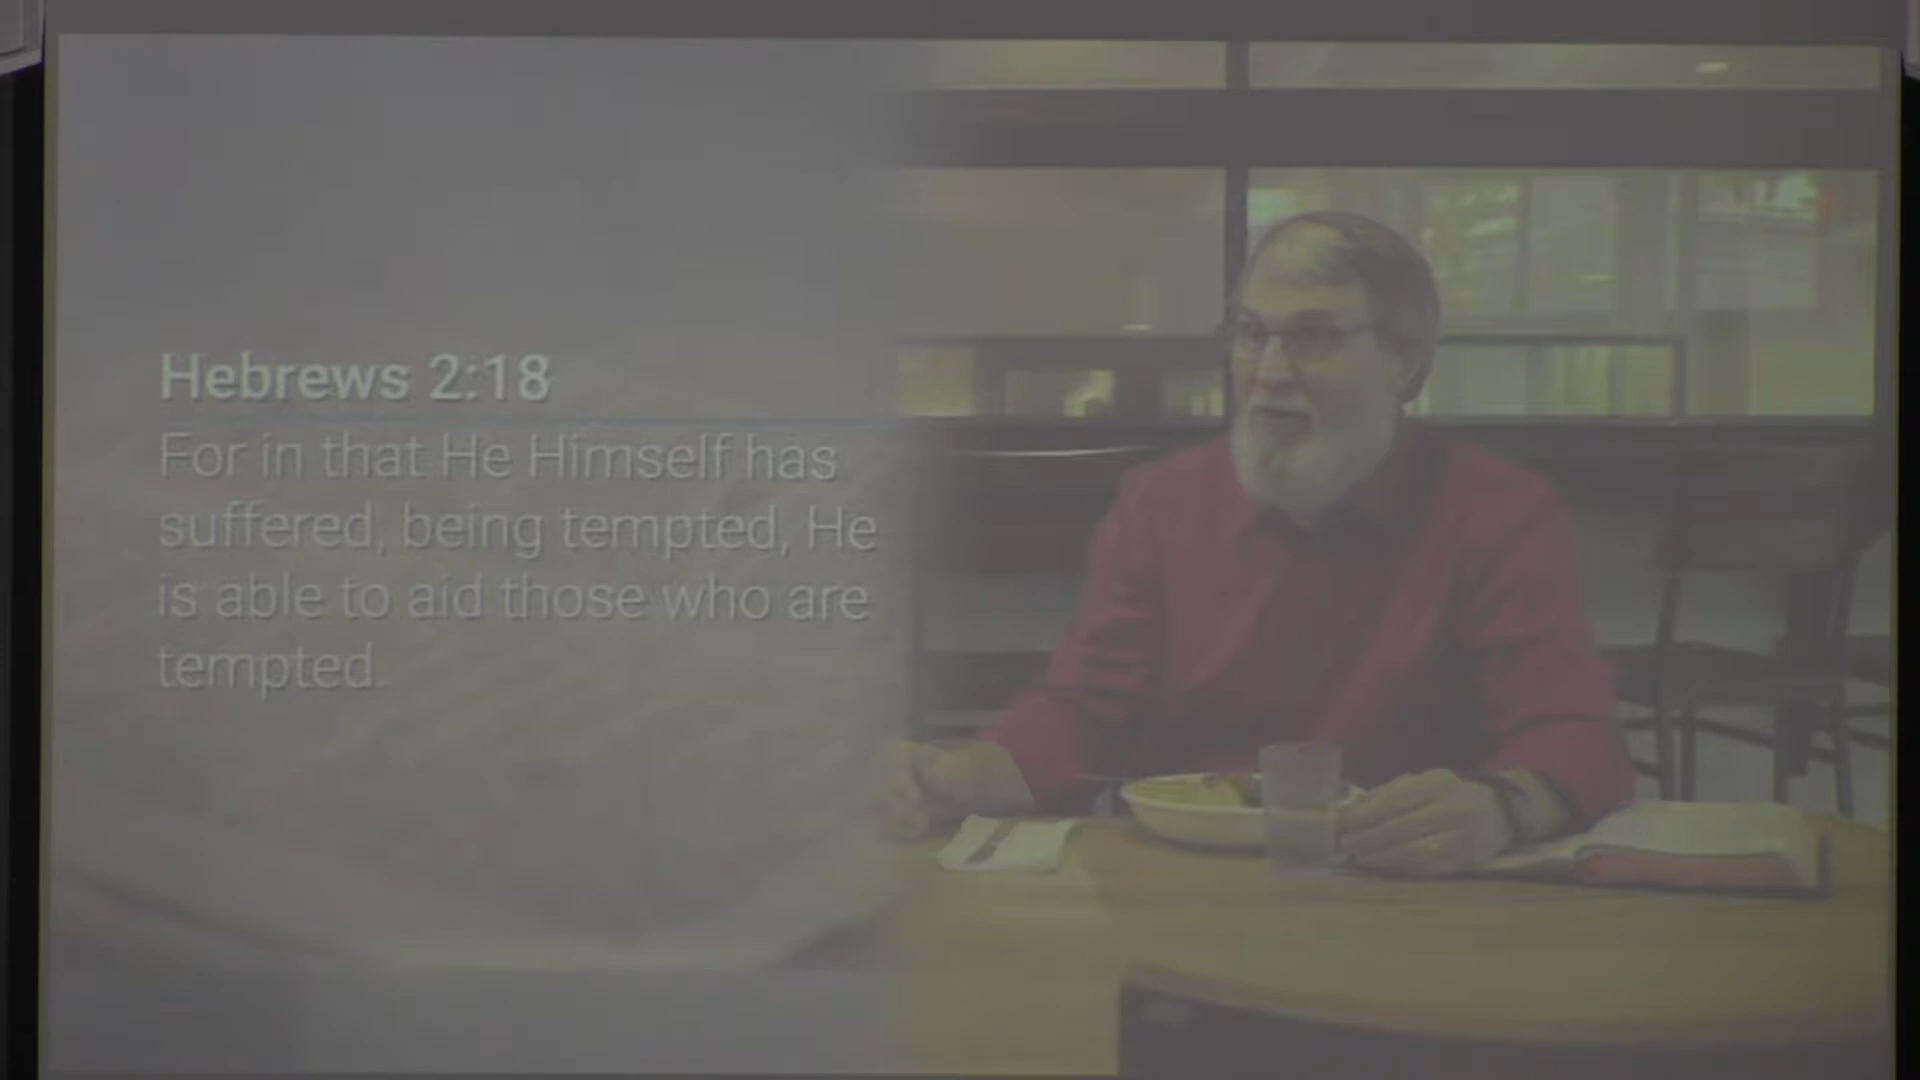 Hebrews 2:18
For in that He Himself has
suffered, being tempted, He
is able to aid those who are
tempted.